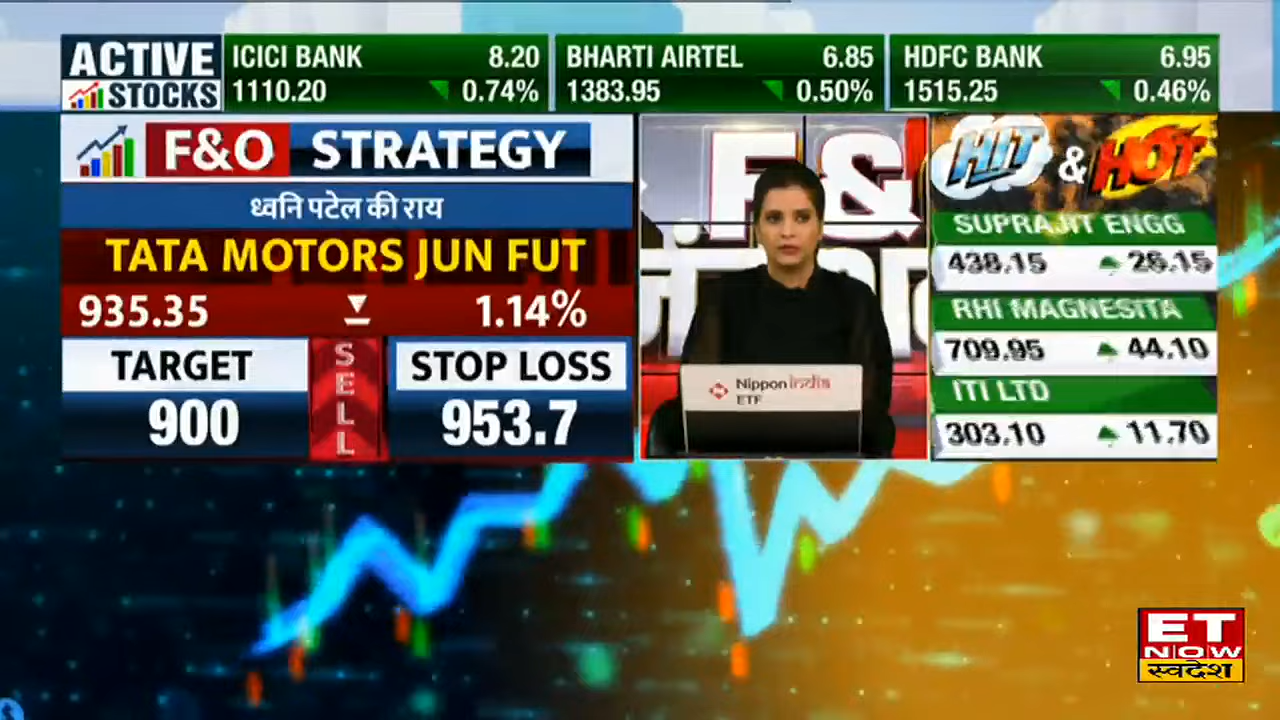 ACTIVE STOCKS
ICICI BANK 8.20
1110.20 0.74%
BHARTI AIRTEL 6.85
1383.95 0.50%
HDFC BANK 6.95
1515.25 0.46%
F&O STRATEGY
ध्वनि पटेल की राय
TATA MOTORS JUN FUT
935.35 1.14%
TARGET
900
SELL
STOP LOSS
953.7
F&
Nippon india
ETF
HIT & HOT
SUPRAJIT ENGG
438.15 26.15
RHI MAGNESITA
709.95 44.10
ITI LTD
303.10 11.70
ET
NOW
स्वदेश